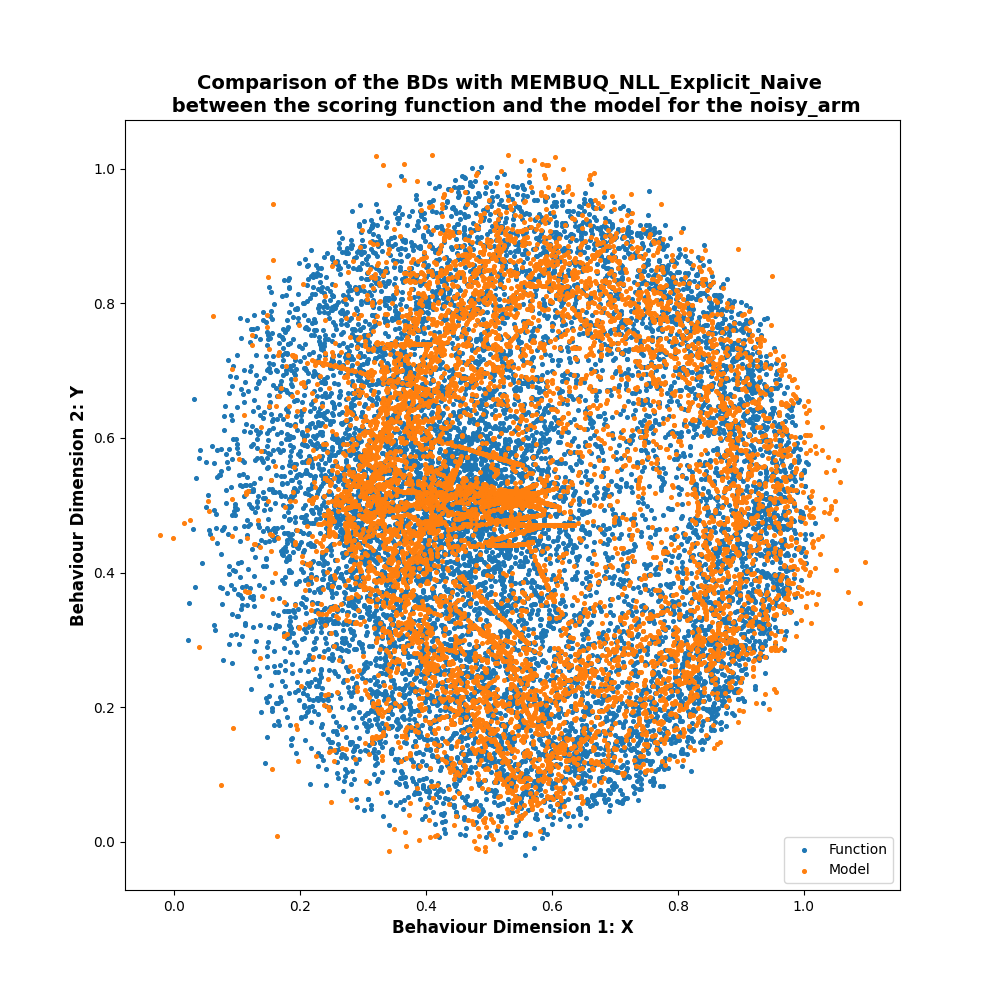 Comparison of the BDs with MEMBUQ_NLL_Explicit_Naive
between the scoring function and the model for the noisy_arm
Behaviour Dimension 2: Y
1.0
0.8
0.6
0.4
0.2
0.0
0.0 0.2 0.4 0.6 0.8 1.0
Behaviour Dimension 1: X
Function
Model